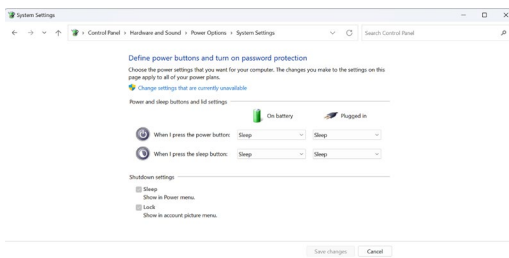 System Settings
Control Panel › Hardware and Sound › Power Options › System Settings
Search Control Panel
Define power buttons and turn on password protection
Choose the power settings that you want for your computer. The changes you make to the settings on this
page apply to all of your power plans.
Change settings that are currently unavailable
Power and sleep buttons and lid settings
On battery Plugged in
When I press the power button: Sleep Sleep
When I press the sleep button: Sleep Sleep
Shutdown settings
Sleep
Show in Power menu.
Lock
Show in account picture menu.
Save changes Cancel